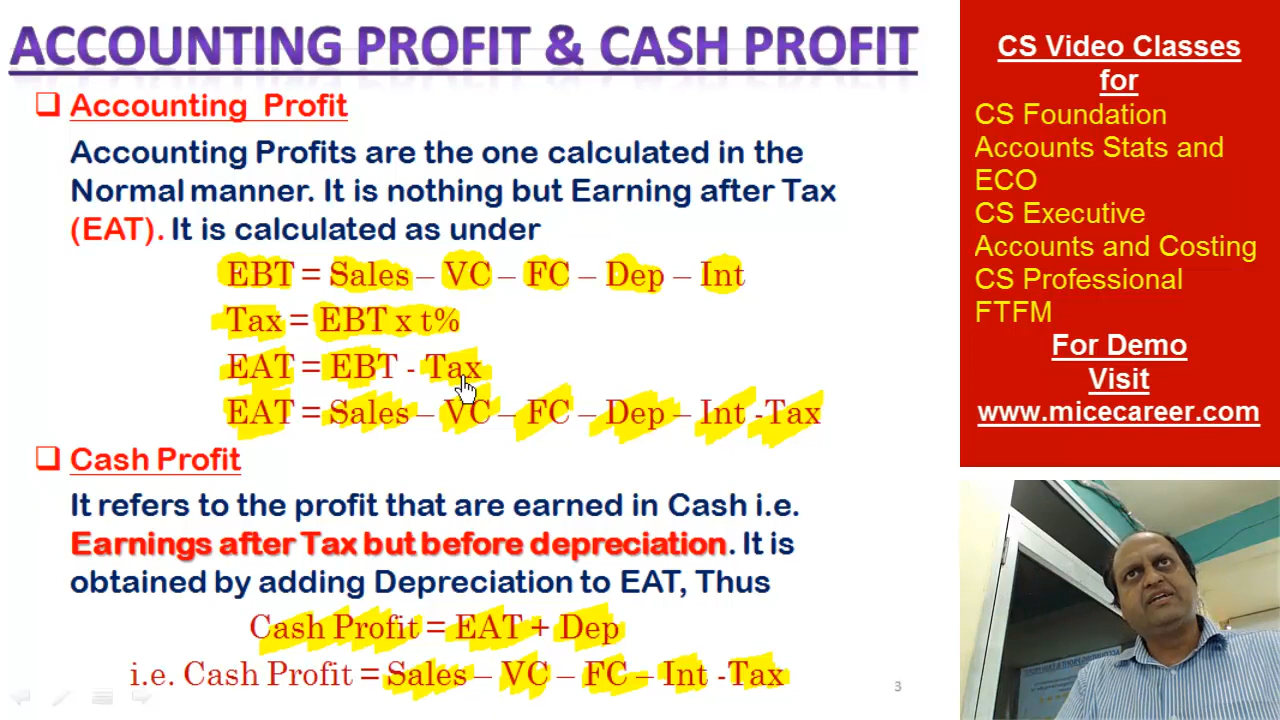 ACCOUNTING PROFIT & CASH PROFIT
Accounting Profit
Accounting Profits are the one calculated in the
Normal manner. It is nothing but Earning after Tax
(EAT). It is calculated as under
EBT = Sales – VC – FC – Dep – Int
Tax = EBT x t%
EAT = EBT - Tax
EAT = Sales – VC – FC – Dep – Int -Tax
Cash Profit
It refers to the profit that are earned in Cash i.e.
Earnings after Tax but before depreciation. It is
obtained by adding Depreciation to EAT, Thus
Cash Profit = EAT + Dep
i.e. Cash Profit = Sales – VC – FC – Int -Tax
3
CS Video Classes
for
CS Foundation
Accounts Stats and
ECO
CS Executive
Accounts and Costing
CS Professional
FTFM
For Demo
Visit
www.micecareer.com